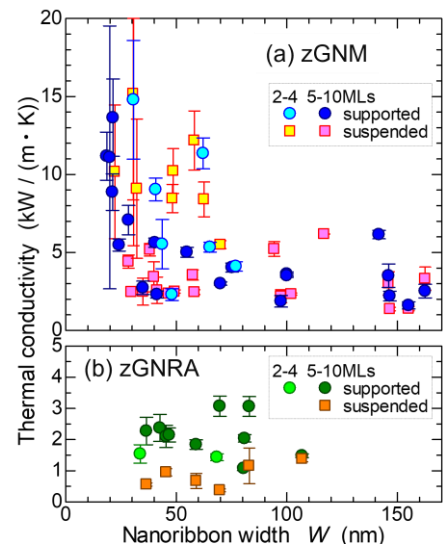 20
(a) zGNM
2-4 5-10MLs
supported
suspended
15
10
5
0
Thermal conductivity (kW / (m・K))
(b) zGNRA
2-4 5-10MLs
supported
suspended
4
3
2
1
0
0 50 100 150
Nanoribbon width W (nm)